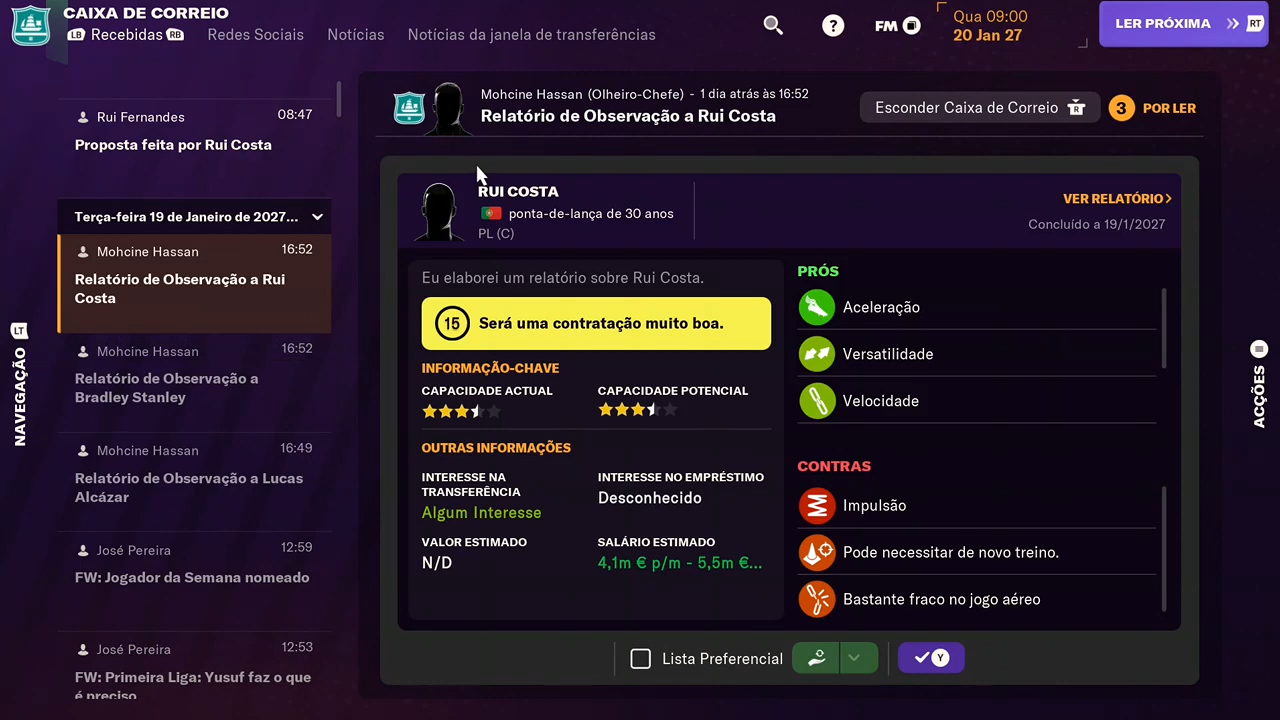 CAIXA DE CORREIO
LB Recebidas RB
Redes Sociais
Notícias
Notícias da janela de transferências
?
FM
Qua 09:00
20 Jan 27
LER PRÓXIMA
RT
Rui Fernandes
08:47
Proposta feita por Rui Costa
Terça-feira 19 de Janeiro de 2027...
Mohcine Hassan
16:52
Relatório de Observação a Rui
Costa
Mohcine Hassan
16:52
Relatório de Observação a
Bradley Stanley
Mohcine Hassan
16:49
Relatório de Observação a Lucas
Alcázar
José Pereira
12:59
FW: Jogador da Semana nomeado
José Pereira
12:53
FW: Primeira Liga: Yusuf faz o que
é preciso
LT
NAVEGAÇÃO
Mohcine Hassan (Olheiro-Chefe) - 1 dia atrás às 16:52
Relatório de Observação a Rui Costa
Esconder Caixa de Correio
R
3
POR LER
RUI COSTA
ponta-de-lança de 30 anos
PL (C)
VER RELATÓRIO
Concluído a 19/1/2027
Eu elaborei um relatório sobre Rui Costa.
15
Será uma contratação muito boa.
INFORMAÇÃO-CHAVE
CAPACIDADE ACTUAL
CAPACIDADE POTENCIAL
OUTRAS INFORMAÇÕES
INTERESSE NA
TRANSFERÊNCIA
Algum Interesse
INTERESSE NO EMPRÉSTIMO
Desconhecido
VALOR ESTIMADO
N/D
SALÁRIO ESTIMADO
4,1m € p/m - 5,5m €...
PRÓS
Aceleração
Versatilidade
Velocidade
CONTRAS
Impulsão
Pode necessitar de novo treino.
Bastante fraco no jogo aéreo
Lista Preferencial
Y
ACÇÕES